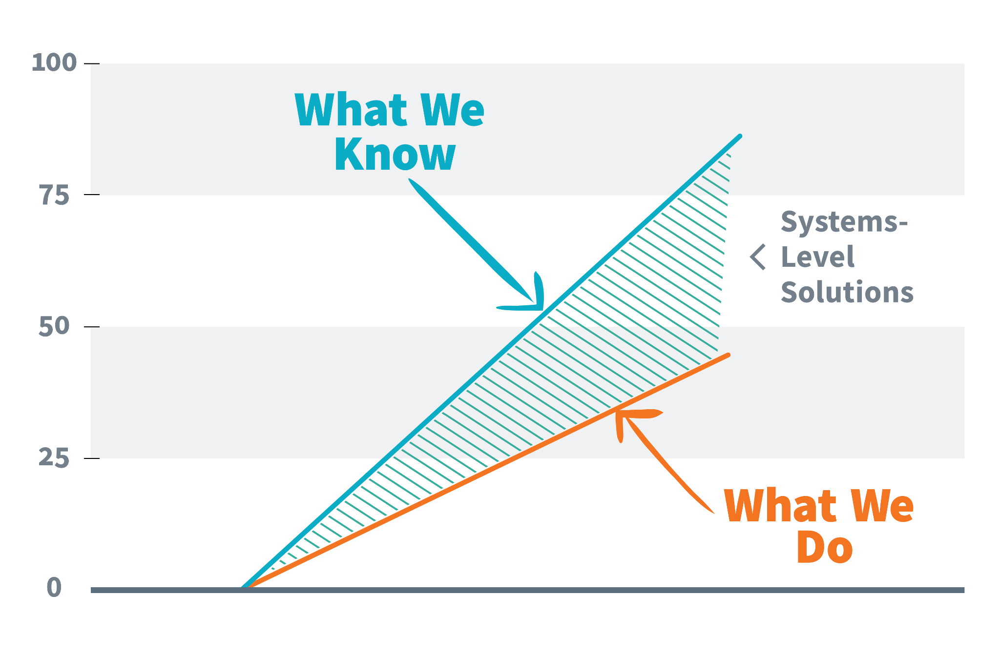 100
What We
Know
75
Systems-
Level
Solutions
50
25
What We
Do
0